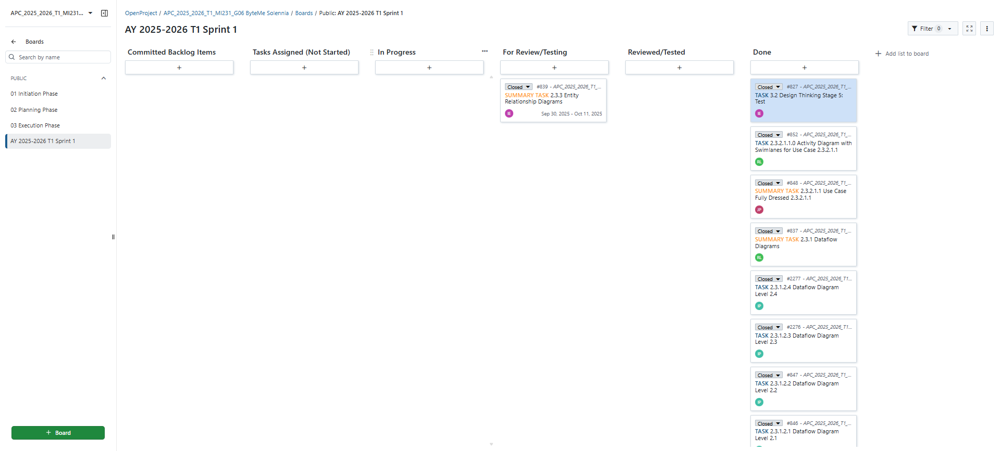 APC_2025_2026_T1_MI231...
OpenProject / APC_2025_2026_T1_MI231_G06 ByteMe Solennia / Boards / Public: AY 2025-2026 T1 Sprint 1
AY 2025-2026 T1 Sprint 1
Filter 0
Boards
Search by name
PUBLIC
01 Initiation Phase
02 Planning Phase
03 Execution Phase
AY 2025-2026 T1 Sprint 1
+ Board
Committed Backlog Items
+
Tasks Assigned (Not Started)
+
In Progress
+
For Review/Testing
+
Closed #839 - APC_2025_2026_T1_...
SUMMARY TASK 2.3.3 Entity
Relationship Diagrams
IE Sep 30, 2025 - Oct 11, 2025
Reviewed/Tested
+
Done
+
Closed #827 - APC_2025_2026_T1_...
TASK 3.2 Design Thinking Stage 5:
Test
IE
Closed #852 - APC_2025_2026_T1_...
TASK 2.3.2.1.1.0 Activity Diagram with
Swimlanes for Use Case 2.3.2.1.1
RL
Closed #848 - APC_2025_2026_T1_...
SUMMARY TASK 2.3.2.1.1 Use Case
Fully Dressed 2.3.2.1.1
JP
Closed #837 - APC_2025_2026_T1_...
SUMMARY TASK 2.3.1 Dataflow
Diagrams
RL
Closed #2277 - APC_2025_2026_T1...
TASK 2.3.1.2.4 Dataflow Diagram
Level 2.4
IP
Closed #2276 - APC_2025_2026_T1...
TASK 2.3.1.2.3 Dataflow Diagram
Level 2.3
IP
Closed #847 - APC_2025_2026_T1_...
TASK 2.3.1.2.2 Dataflow Diagram
Level 2.2
IP
Closed #846 - APC_2025_2026_T1_...
TASK 2.3.1.2.1 Dataflow Diagram
Level 2.1
+ Add list to board